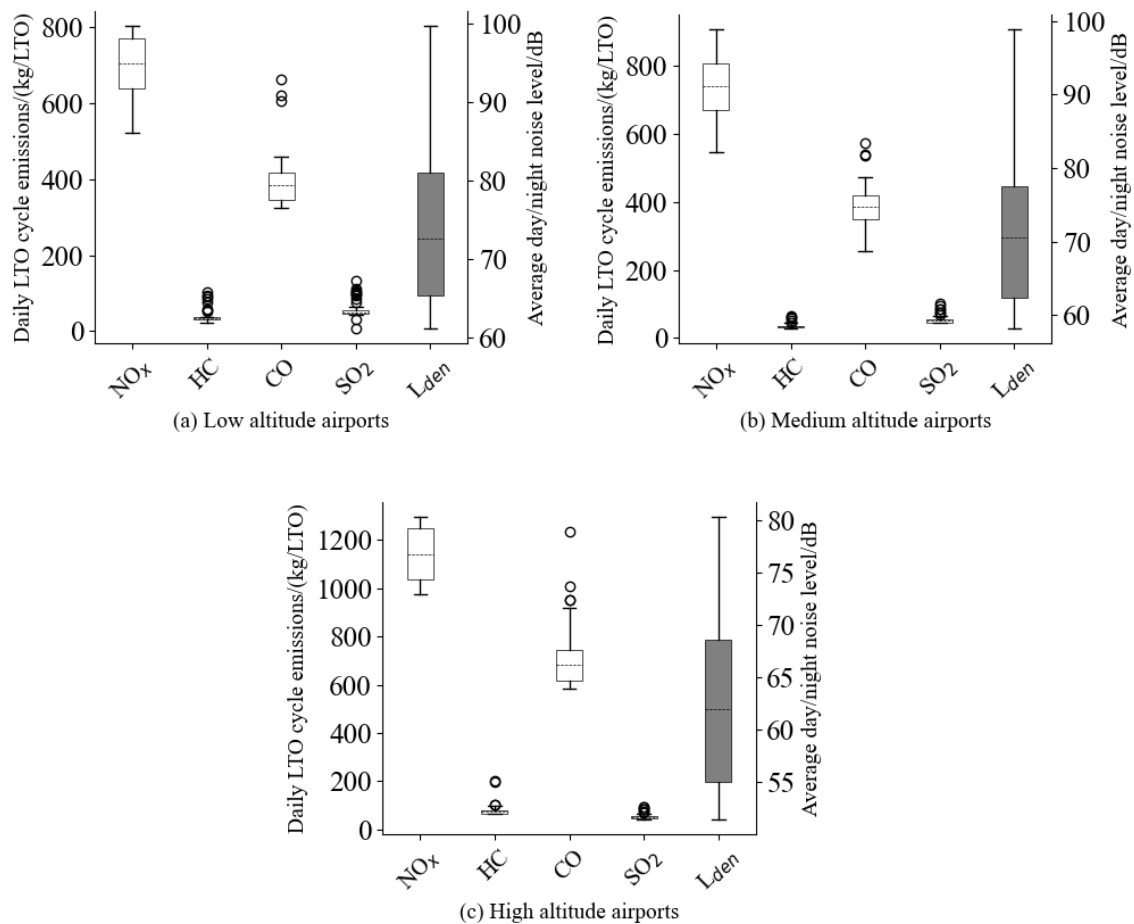 Daily LTO cycle emissions/(kg/LTO)
800
600
400
200
0
100
90
80
70
60
Average day/night noise level/dB
NOx
HC
CO
SO2
Lden
(a) Low altitude airports
Daily LTO cycle emissions/(kg/LTO)
800
600
400
200
0
100
90
80
70
60
Average day/night noise level/dB
NOx
HC
CO
SO2
Lden
(b) Medium altitude airports
Daily LTO cycle emissions/(kg/LTO)
1200
1000
800
600
400
200
0
80
75
70
65
60
55
Average day/night noise level/dB
NOx
HC
CO
SO2
Lden
(c) High altitude airports